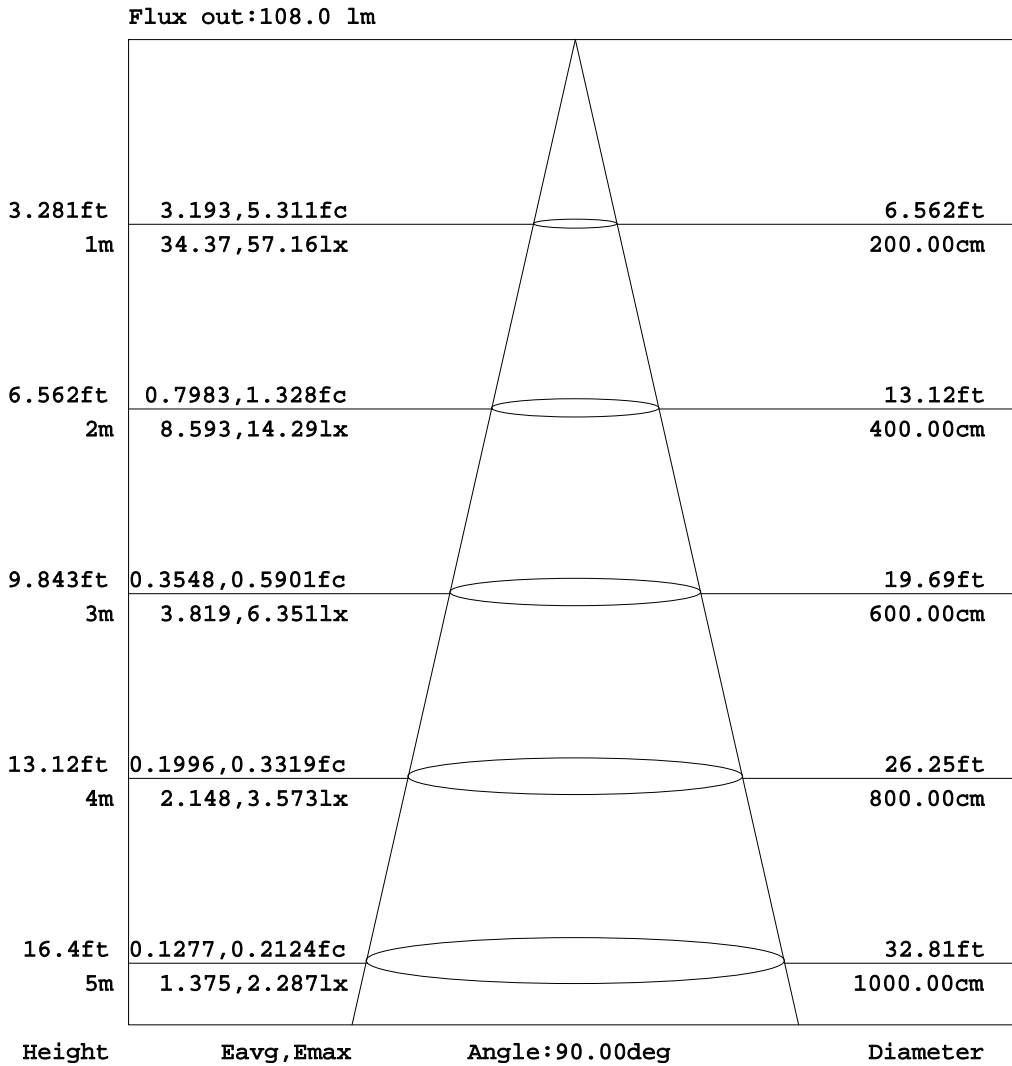 Flux out:108.0 lm
3.281ft 3.193,5.311fc 6.562ft
1m 34.37,57.16lx 200.00cm
6.562ft 0.7983,1.328fc 13.12ft
2m 8.593,14.29lx 400.00cm
9.843ft 0.3548,0.5901fc 19.69ft
3m 3.819,6.351lx 600.00cm
13.12ft 0.1996,0.3319fc 26.25ft
4m 2.148,3.573lx 800.00cm
16.4ft 0.1277,0.2124fc 32.81ft
5m 1.375,2.287lx 1000.00cm
Height Eavg,Emax Angle:90.00deg Diameter